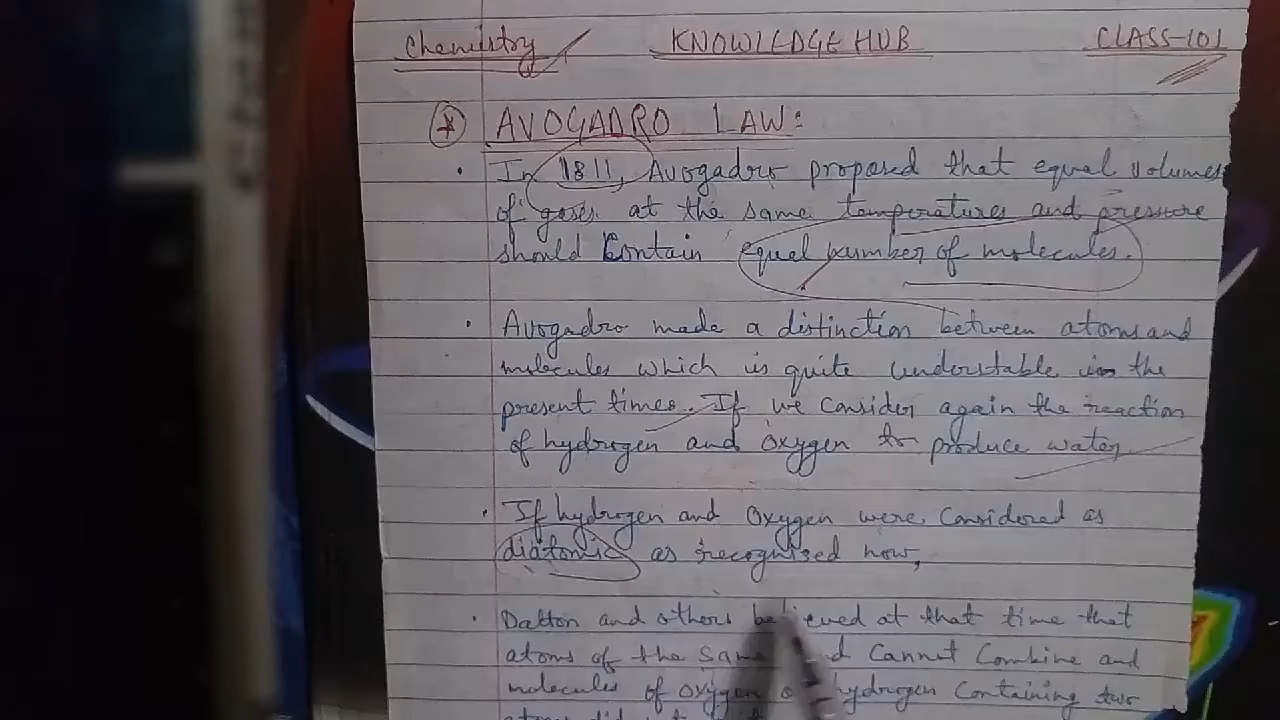 Chemistry KNOWLEDGE HUB CLASS-101
AVOGADRO LAW:
In 1811, Avogadro proposed that equal volumes
of gases at the same temperatures and pressure
should Contain equal number of molecules.
Avogadro made a distinction between atoms and
molecules which is quite understable in the
present times. If we Consider again the reaction
of hydrogen and Oxygen to produce water
If hydrogen and Oxygen were Considered as
diatomic as recognised now,
Dalton and others believed at that time that
atoms of the Same Cannot Combine and
molecules of Oxygen hydrogen Containing two